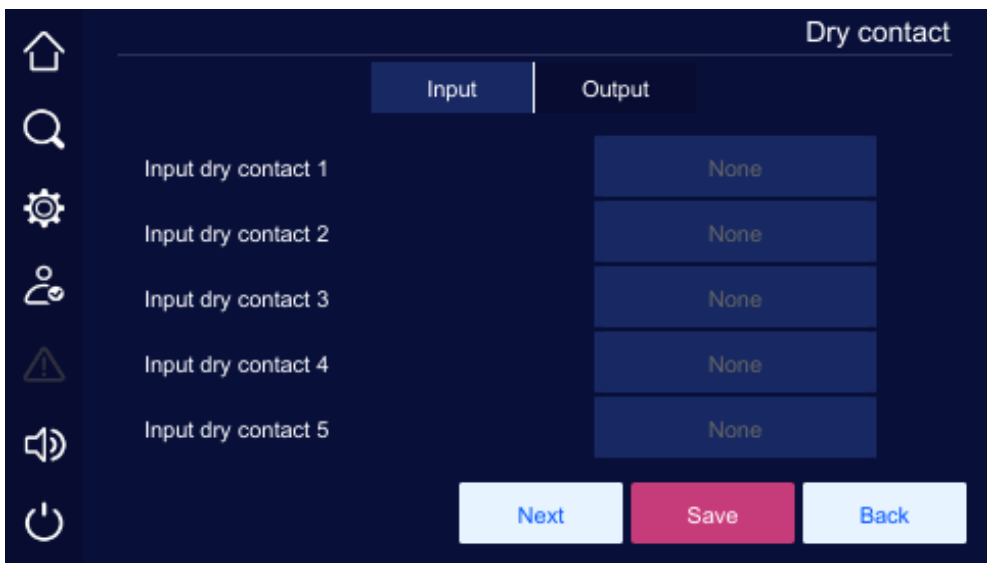 Dry contact
Input Output
Input dry contact 1 None
Input dry contact 2 None
Input dry contact 3 None
Input dry contact 4 None
Input dry contact 5 None
Next Save Back